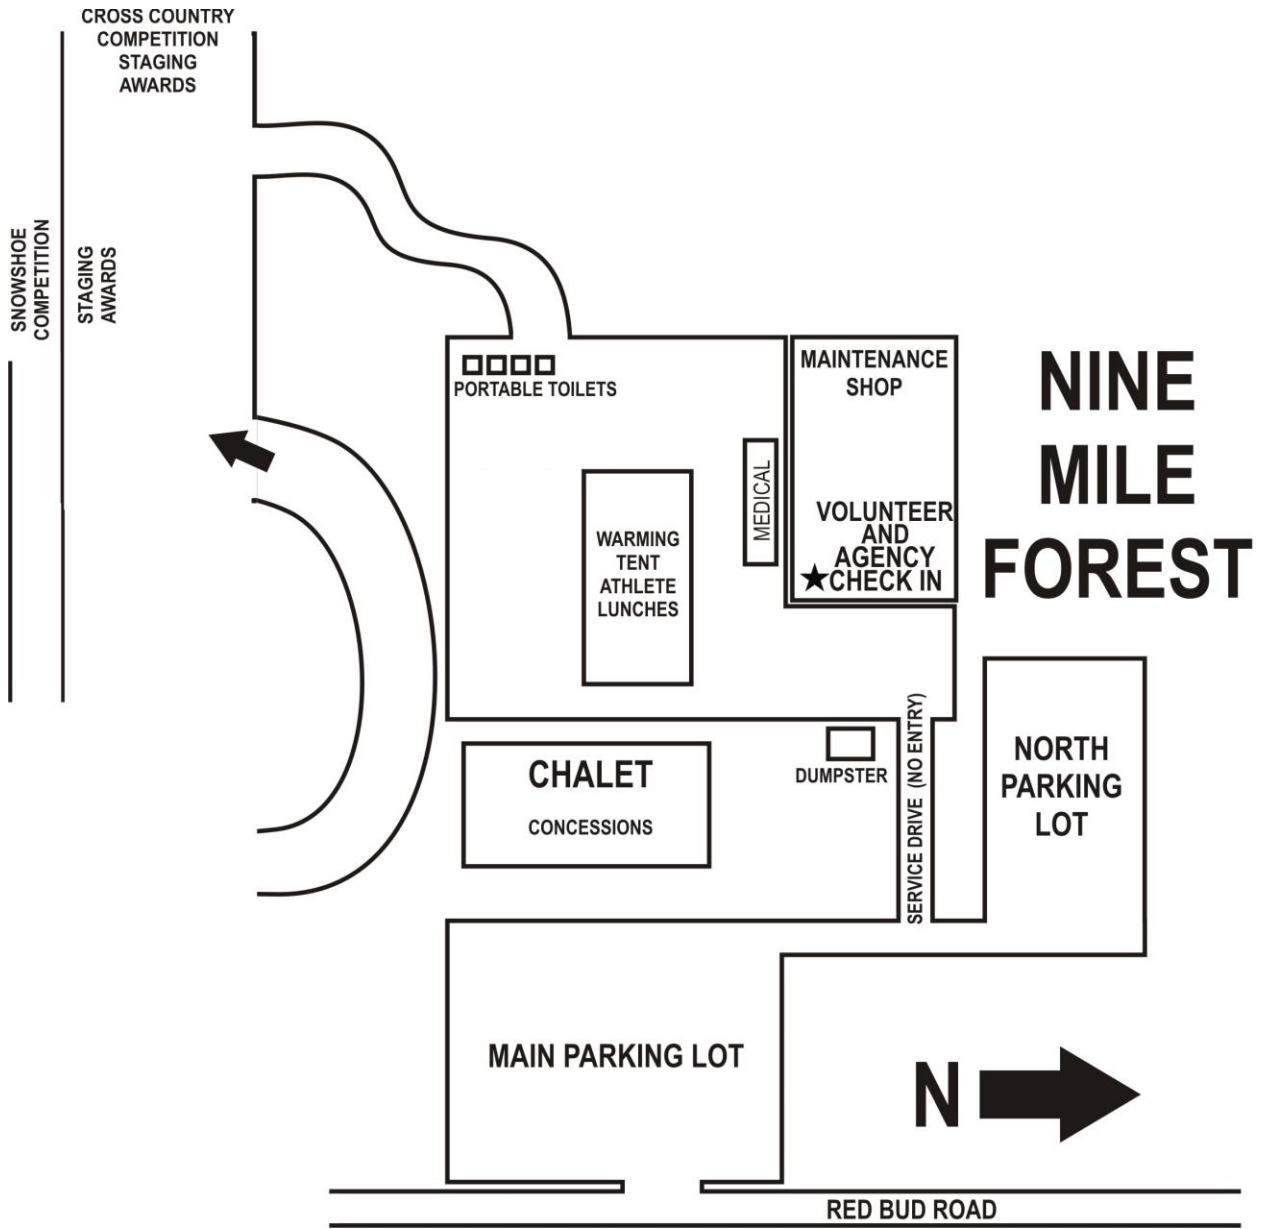 CROSS COUNTRY
COMPETITION
STAGING
AWARDS
SNOWSHOE
COMPETITION
STAGING
AWARDS
PORTABLE TOILETS
MAINTENANCE
SHOP
NINE
MILE
FOREST
MEDICAL
VOLUNTEER
AND
AGENCY
CHECK IN
WARMING
TENT
ATHLETE
LUNCHES
SERVICE DRIVE (NO ENTRY)
NORTH
PARKING
LOT
DUMPSTER
CHALET
CONCESSIONS
MAIN PARKING LOT
N
RED BUD ROAD